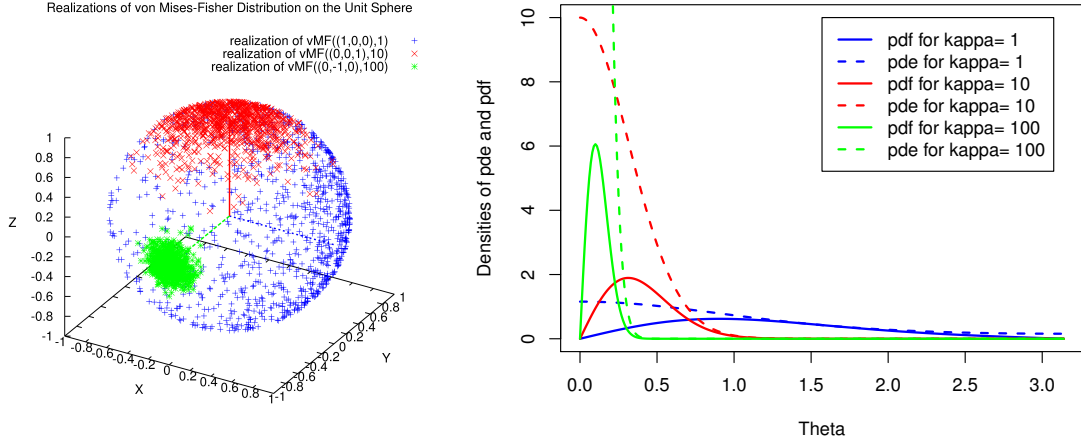 Realizations of von Mises-Fisher Distribution on the Unit Sphere
realization of vMF((1,0,0),1)
realization of vMF((0,0,1),10)
realization of vMF((0,-1,0),100)
Z
1
0.8
0.6
0.4
0.2
0
-0.2
-0.4
-0.6
-0.8
-1
-1 -0.8 -0.6 -0.4 -0.2 0 0.2 0.4 0.6 0.8 1
X
-1 -0.8 -0.6 -0.4 -0.2 0 0.2 0.4 0.6 0.8 1
Y
Densities of pde and pdf
10
8
6
4
2
0
pdf for kappa= 1
pde for kappa= 1
pdf for kappa= 10
pde for kappa= 10
pdf for kappa= 100
pde for kappa= 100
0.0 0.5 1.0 1.5 2.0 2.5 3.0
Theta